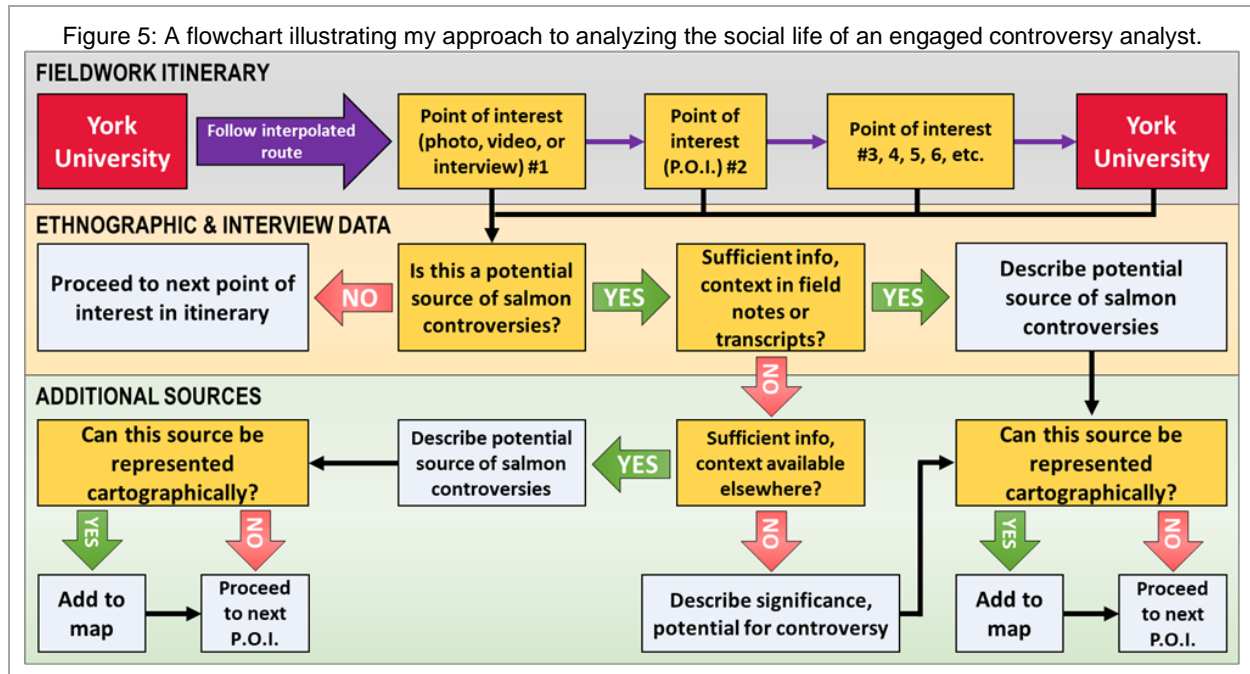 Figure 5: A flowchart illustrating my approach to analyzing the social life of an engaged controversy analyst.
FIELDWORK ITINERARY
York
University
Follow interpolated
route
Point of interest
(photo, video, or
interview) #1
Point of
interest
(P.O.I.) #2
Point of interest
#3, 4, 5, 6, etc.
York
University
ETHNOGRAPHIC & INTERVIEW DATA
Proceed to next point of
interest in itinerary
NO
Is this a potential
source of salmon
controversies?
YES
Sufficient info,
context in field
notes or
transcripts?
YES
Describe potential
source of salmon
controversies
NO
ADDITIONAL SOURCES
Can this source be
represented
cartographically?
Describe potential
source of salmon
controversies
YES
Sufficient info,
context available
elsewhere?
Can this source be
represented
cartographically?
YES
NO
NO
YES
NO
Add to
map
Proceed
to next
P.O.I.
Describe significance,
potential for controversy
Add to
map
Proceed
to next
P.O.I.